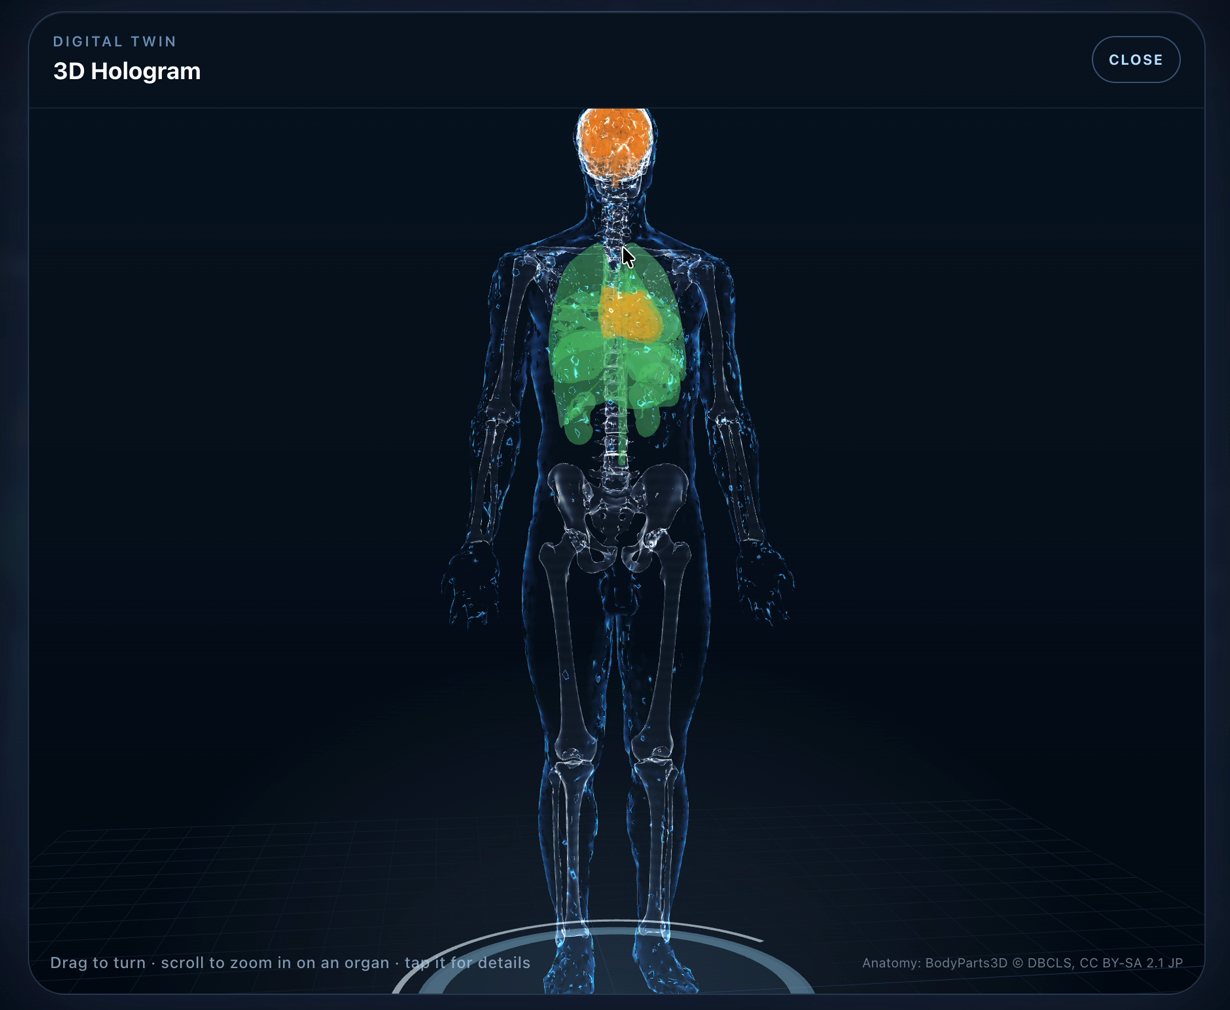 DIGITAL TWIN
3D Hologram
CLOSE
Drag to turn · scroll to zoom in on an organ · tap it for details
Anatomy: BodyParts3D © DBCLS, CC BY-SA 2.1 JP